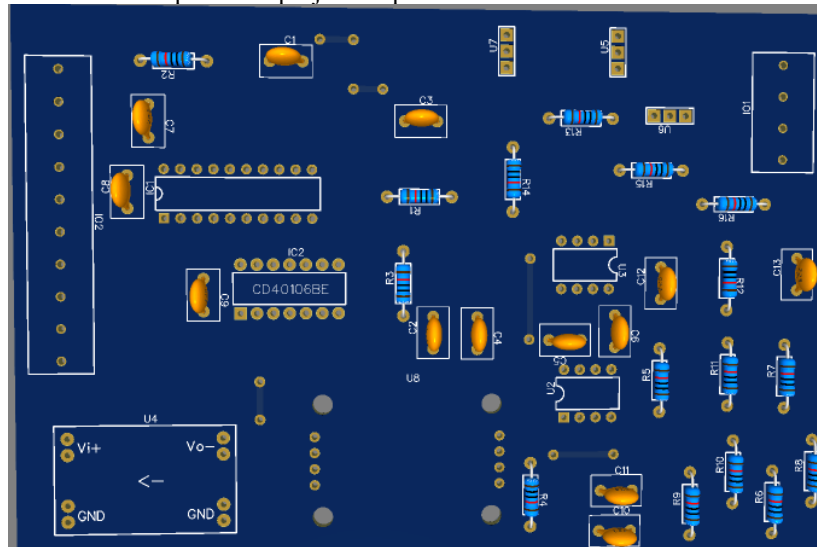 C1
U7
U5
R2
C3
IO1
C7
R13
U6
R15
C8
IC1
R14
R1
R16
IO2
IC2
CD40106BE
R3
U3
C12
R12
C13
C9
C2
C4
C5
C6
U8
U2
R5
R11
R7
U4
Vi+
Vo-
<-
GND
GND
R4
C11
C10
R9
R10
R6
R8